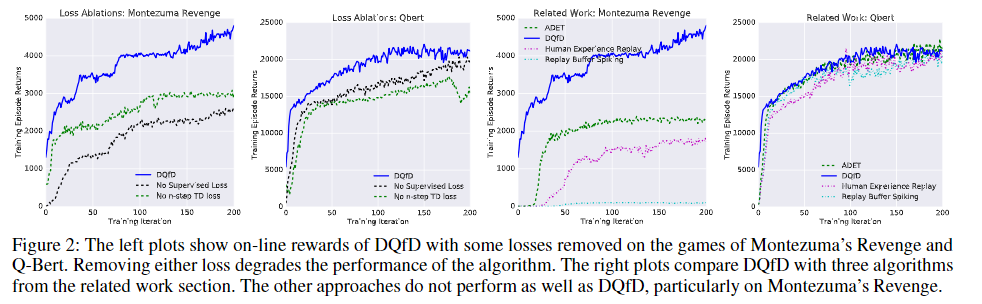 Loss Ablations: Montezuma Revenge
Training Episode Returns
5000
4000
3000
2000
1000
0
0 50 100 150 200
Training Iteration
DQfD
No Supervised Loss
No n-step TD loss
Loss Ablations: Qbert
Training Episode Returns
25000
20000
15000
10000
5000
0
0 50 100 150 200
Training Iteration
DQfD
No Supervised Loss
No n-step TD loss
Related Work: Montezuma Revenge
Training Episode Returns
5000
4000
3000
2000
1000
0
0 50 100 150 200
Training Iteration
ADET
DQfD
Human Experience Replay
Replay Buffer Spiking
Related Work: Qbert
Training Episode Returns
25000
20000
15000
10000
5000
0
0 50 100 150 200
Training Iteration
ADET
DQfD
Human Experience Replay
Replay Buffer Spiking
Figure 2: The left plots show on-line rewards of DQfD with some losses removed on the games of Montezuma's Revenge and
Q-Bert. Removing either loss degrades the performance of the algorithm. The right plots compare DQfD with three algorithms
from the related work section. The other approaches do not perform as well as DQfD, particularly on Montezuma's Revenge.